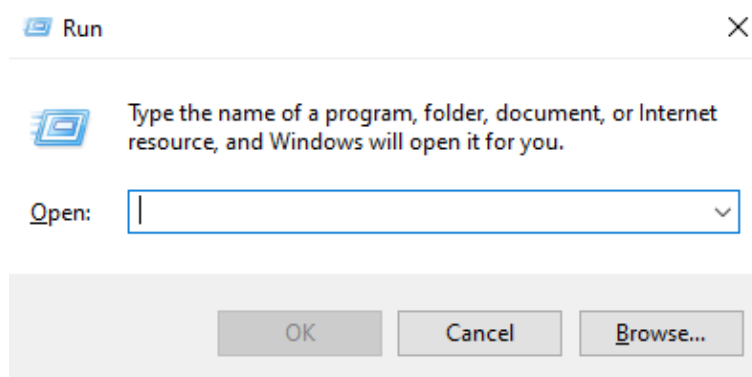 Run
Type the name of a program, folder, document, or Internet
resource, and Windows will open it for you.
Open:
OK Cancel Browse...